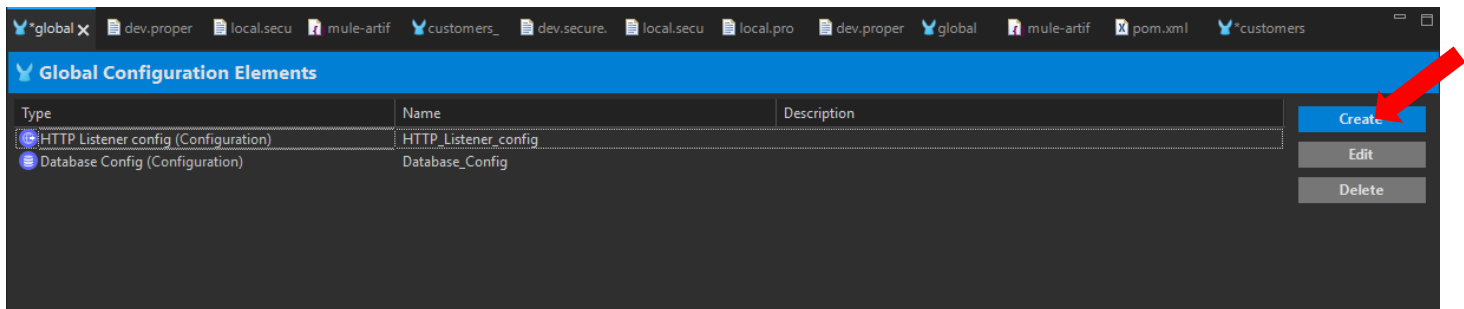 *global dev.proper local.secu mule-artif customers_ dev.secure. local.secu local.pro dev.proper global mule-artif pom.xml *customers
Global Configuration Elements
Type Name Description
Create
HTTP Listener config (Configuration) HTTP_Listener_config
Database Config (Configuration) Database_Config
Edit
Delete